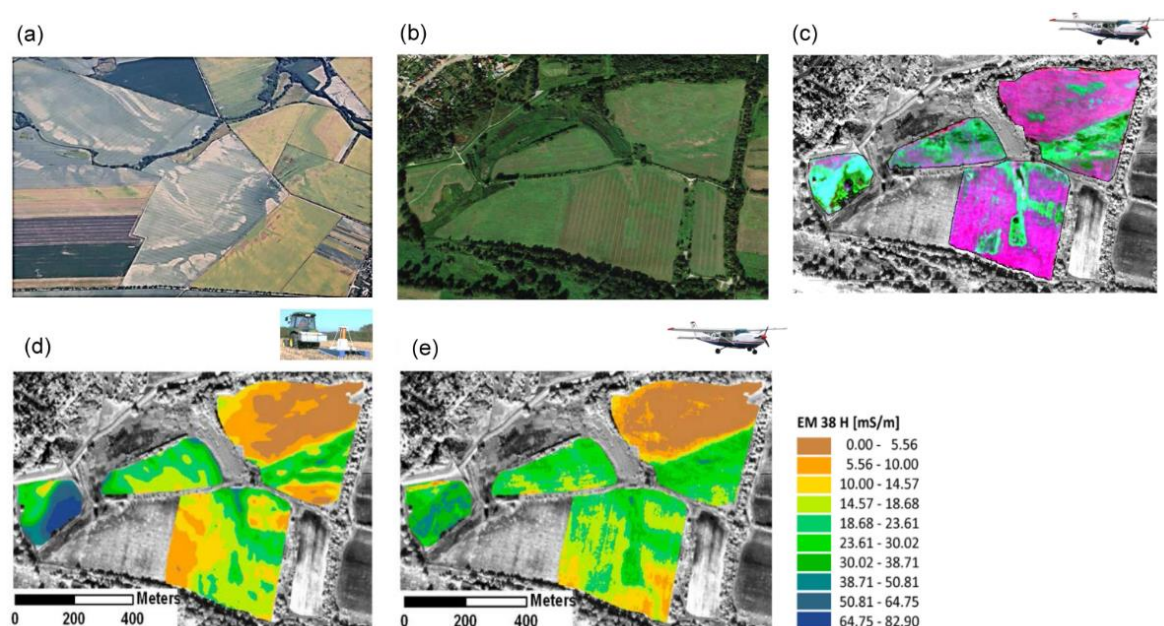 (a)
(b)
(c)
(d)
(e)
EM 38 H [mS/m]
0.00 - 5.56
5.56 - 10.00
10.00 - 14.57
14.57 - 18.68
18.68 - 23.61
23.61 - 30.02
30.02 - 38.71
38.71 - 50.81
50.81 - 64.75
64.75 - 82.90
Meters
0 200 400
Meters
0 200 400